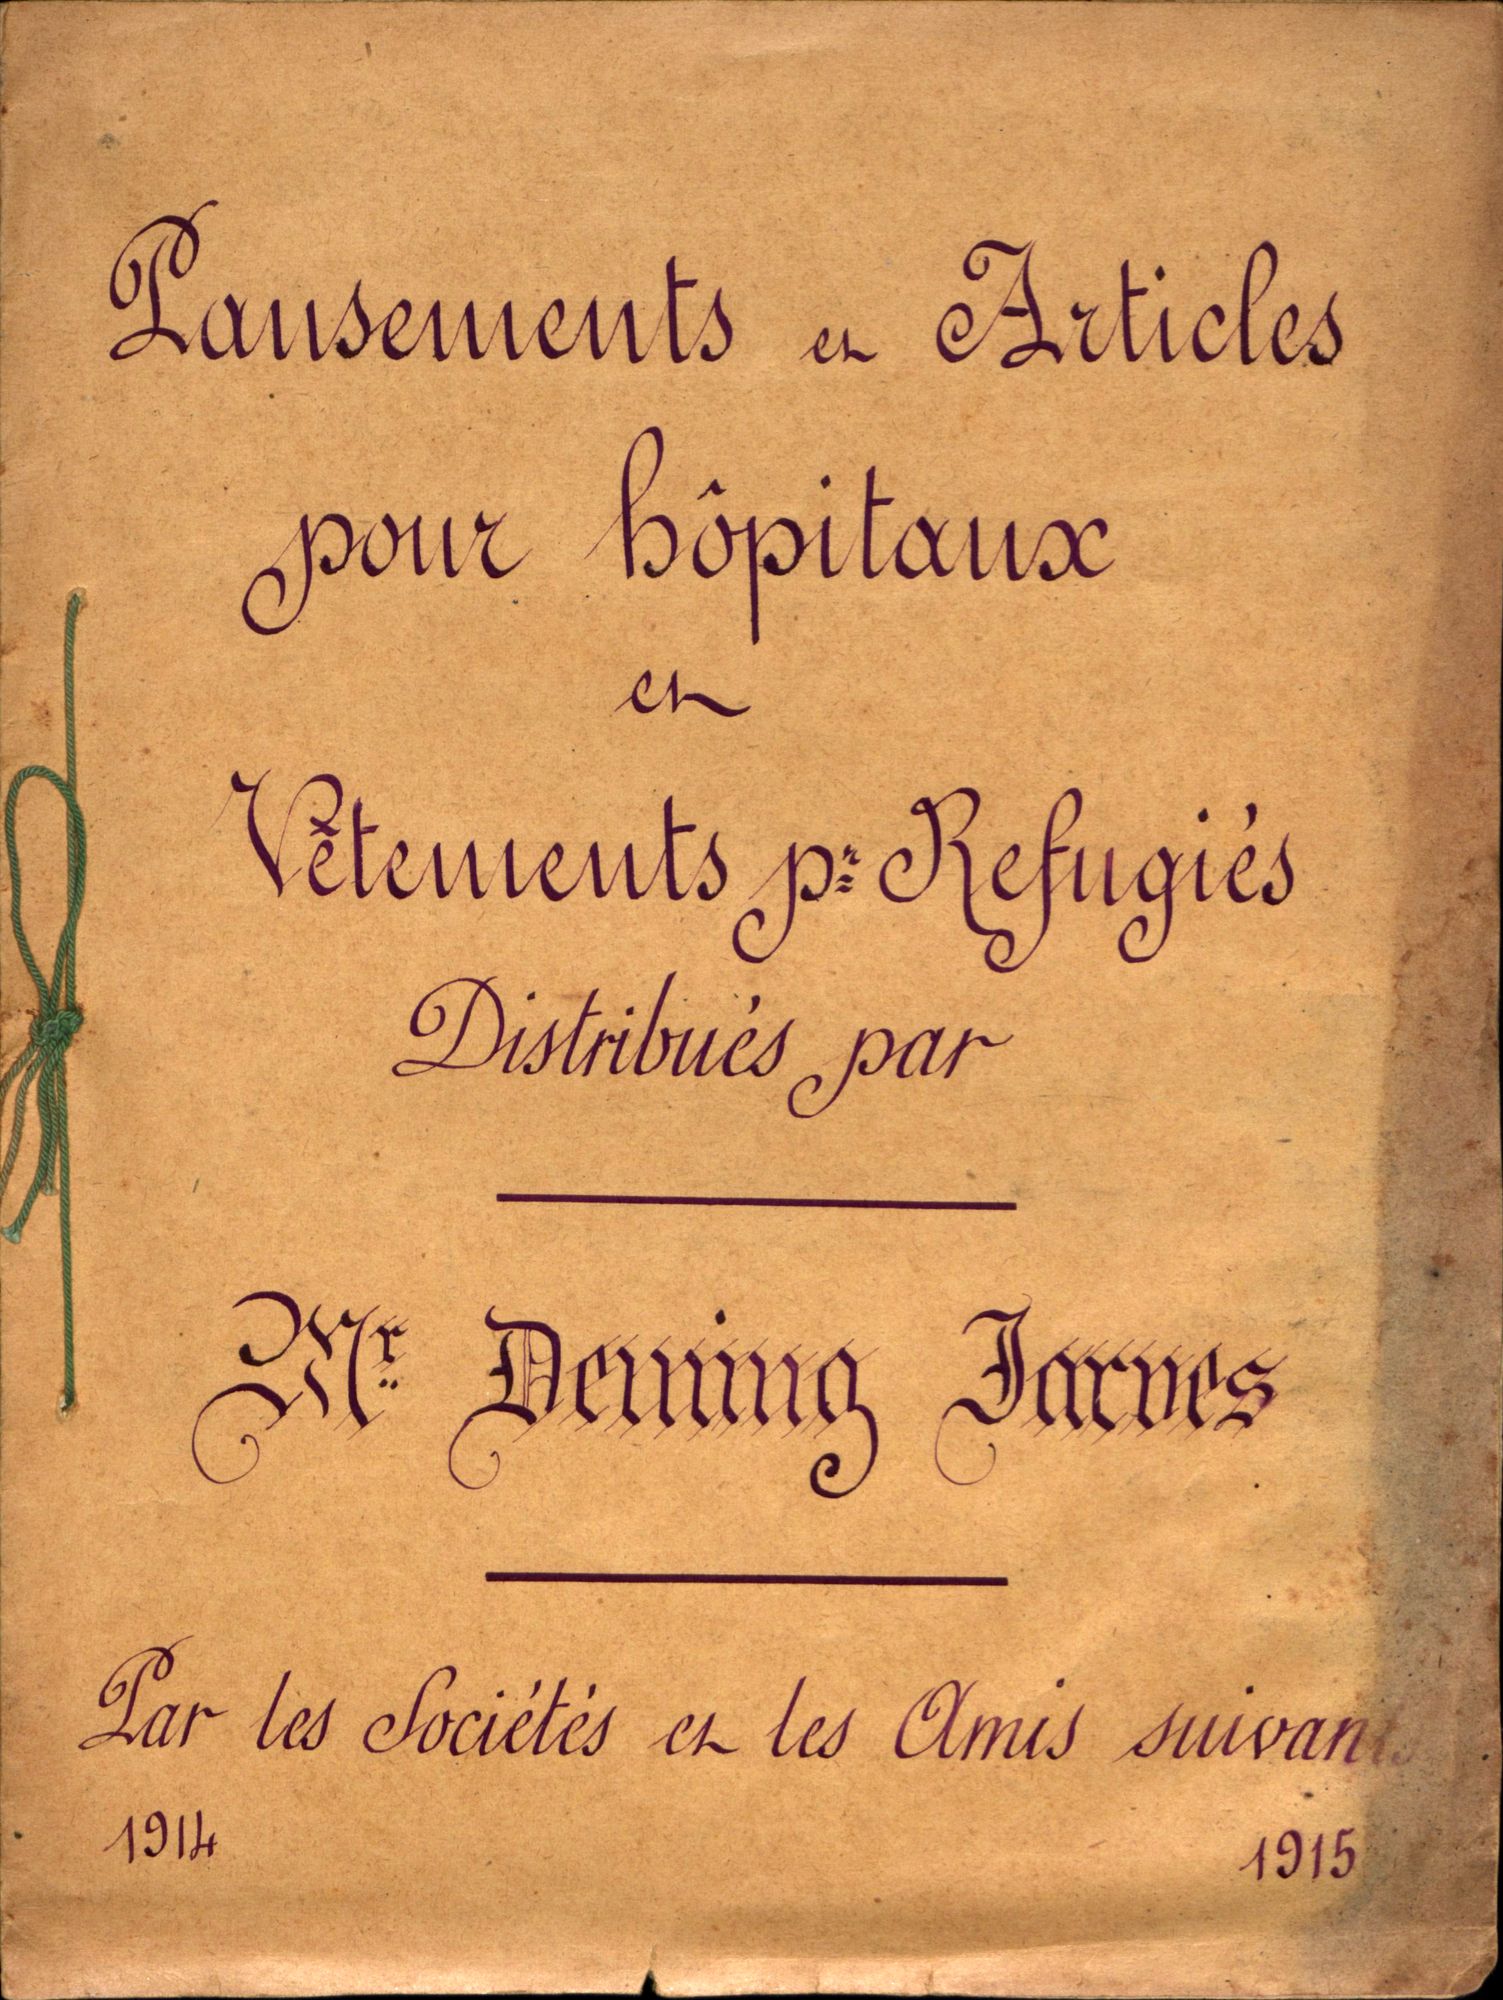 Pansements et Articles
pour hôpitaux
et
Vêtements pr Refugiés
Distribués par
Mr Deming Jarves
Par les Sociétés et les Amis suivants
1914 1915